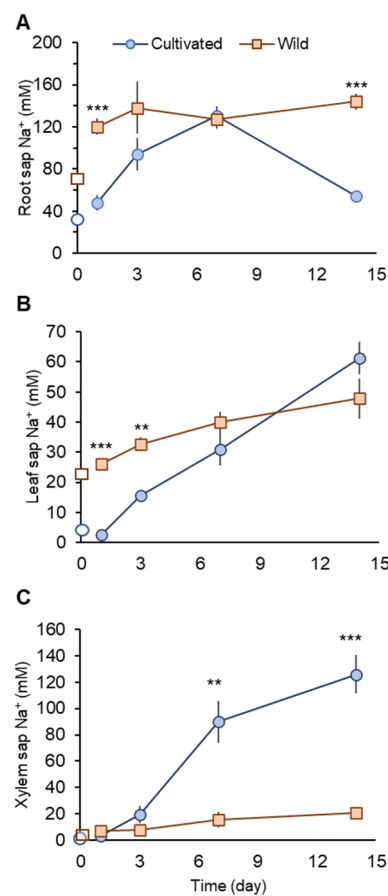 A
Cultivated Wild
Root sap Na⁺ (mM)
200
160
120
80
40
0
***
***
0 3 6 9 12 15
B
Leaf sap Na⁺ (mM)
70
60
50
40
30
20
10
0
***
**
0 3 6 9 12 15
C
Xylem sap Na⁺ (mM)
160
140
120
100
80
60
40
20
0
**
***
0 3 6 9 12 15
Time (day)